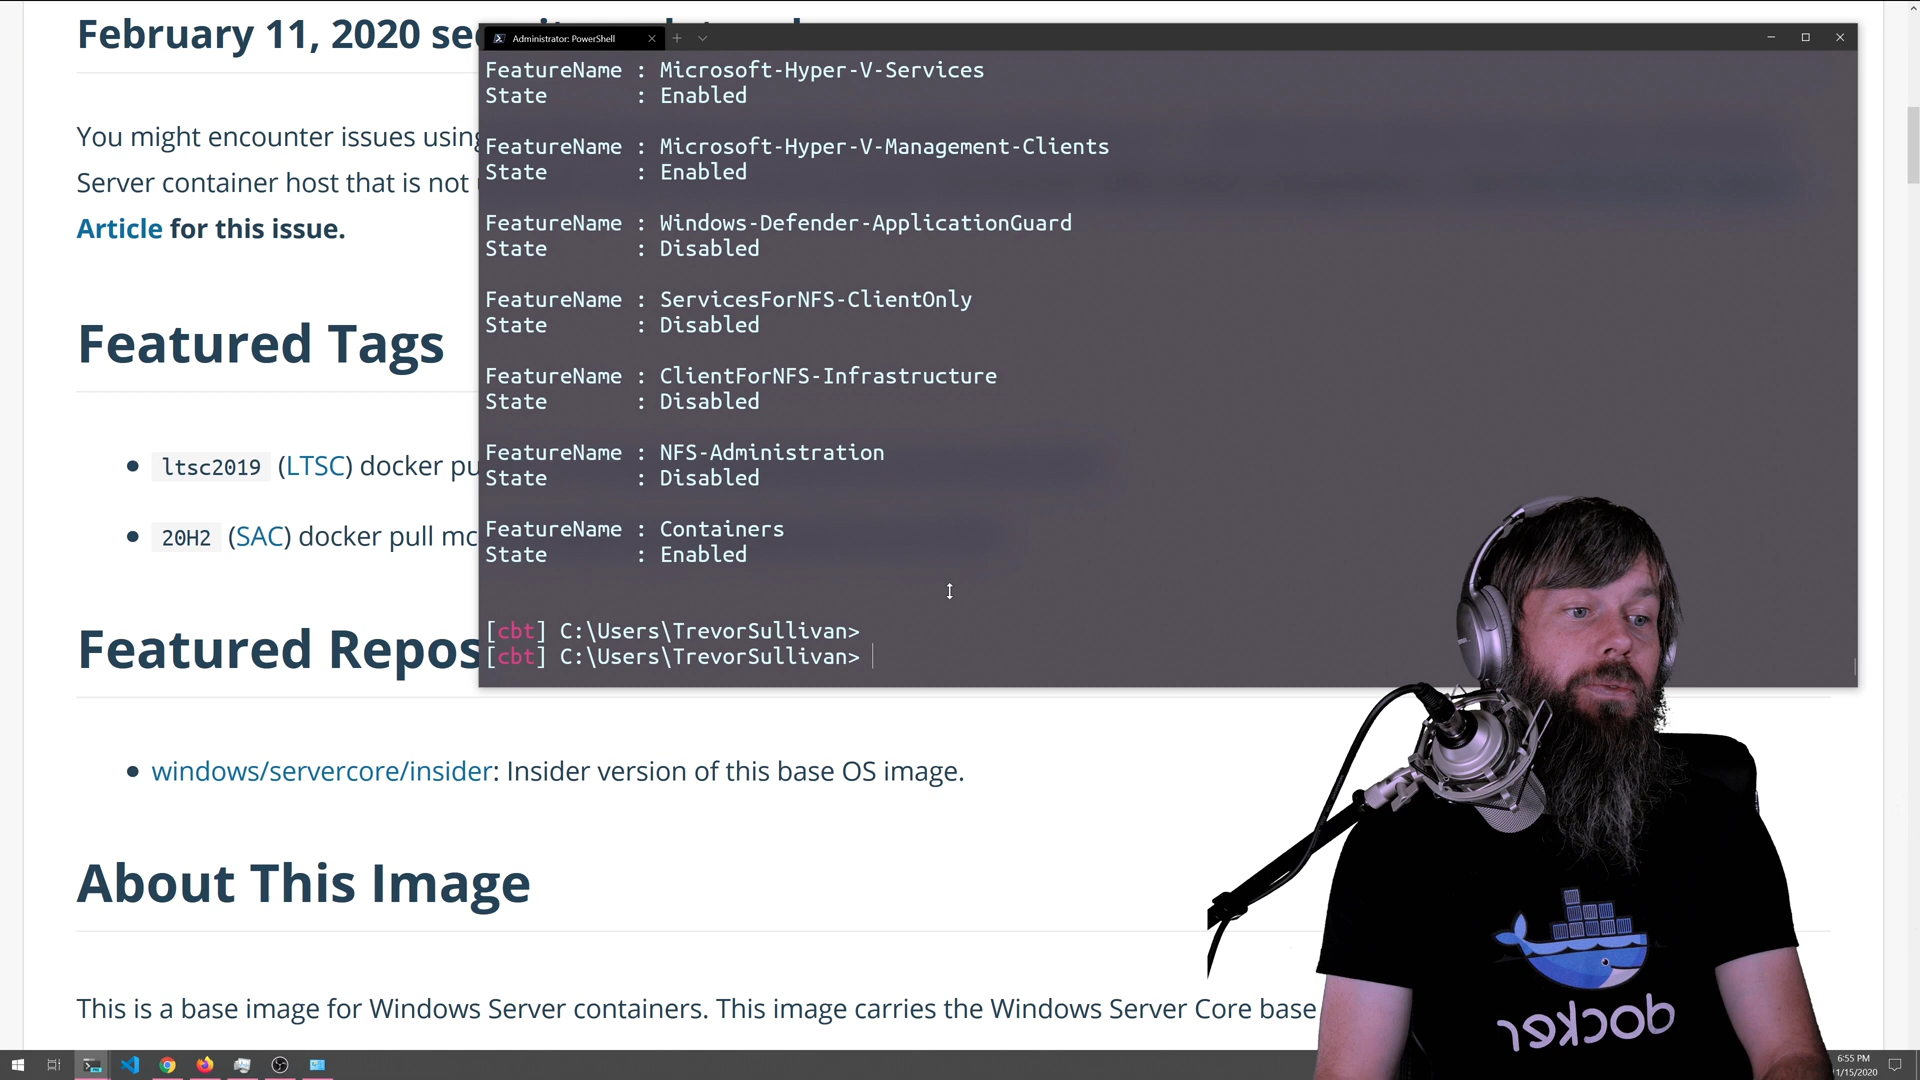 February 11, 2020 sec
You might encounter issues using
Server container host that is not
Article for this issue.
Featured Tags
ltsc2019 (LTSC) docker pu
20H2 (SAC) docker pull mc
Featured Repos
windows/servercore/insider: Insider version of this base OS image.
About This Image
This is a base image for Windows Server containers. This image carries the Windows Server Core base
Administrator: PowerShell
FeatureName : Microsoft-Hyper-V-Services
State : Enabled
FeatureName : Microsoft-Hyper-V-Management-Clients
State : Enabled
FeatureName : Windows-Defender-ApplicationGuard
State : Disabled
FeatureName : ServicesForNFS-ClientOnly
State : Disabled
FeatureName : ClientForNFS-Infrastructure
State : Disabled
FeatureName : NFS-Administration
State : Disabled
FeatureName : Containers
State : Enabled
[cbt] C:\Users\TrevorSullivan>
[cbt] C:\Users\TrevorSullivan>
docker
6:55 PM
1/15/2020